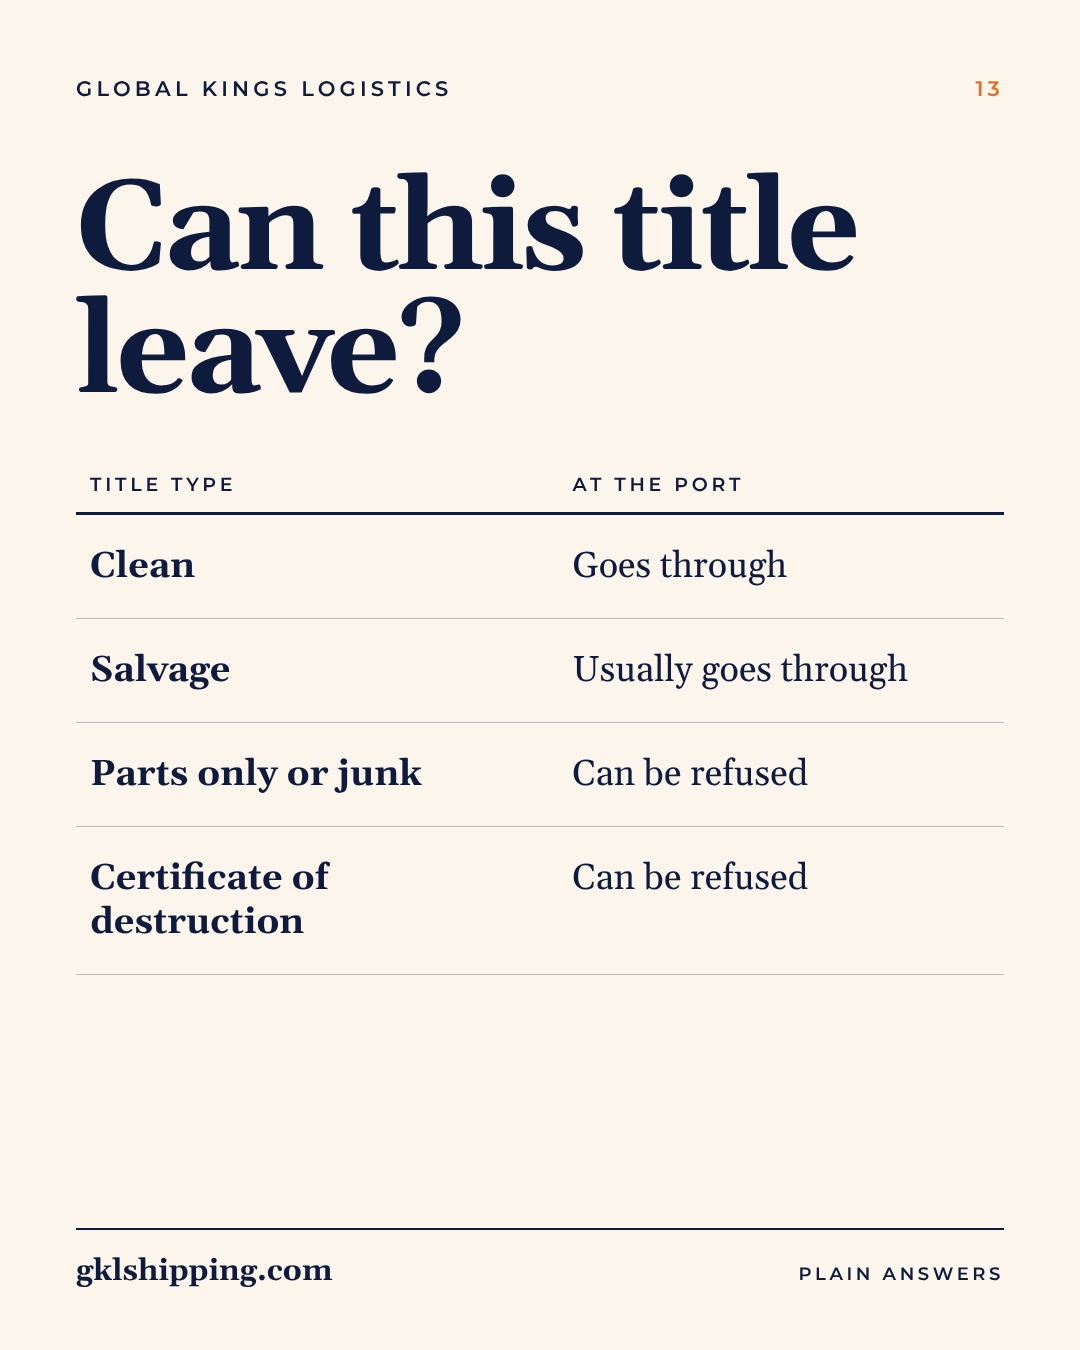 GLOBAL KINGS LOGISTICS 13
Can this title
leave?
TITLE TYPE AT THE PORT
Clean Goes through
Salvage Usually goes through
Parts only or junk Can be refused
Certificate of Can be refused
destruction
gklshipping.com PLAIN ANSWERS